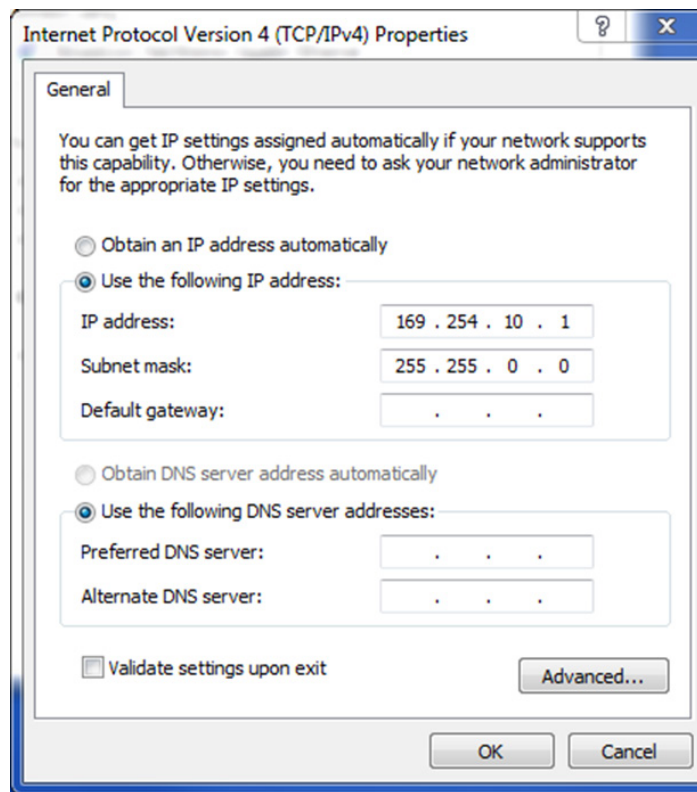 Internet Protocol Version 4 (TCP/IPv4) Properties
General
You can get IP settings assigned automatically if your network supports
this capability. Otherwise, you need to ask your network administrator
for the appropriate IP settings.
Obtain an IP address automatically
Use the following IP address:
IP address: 169 . 254 . 10 . 1
Subnet mask: 255 . 255 . 0 . 0
Default gateway: . . .
Obtain DNS server address automatically
Use the following DNS server addresses:
Preferred DNS server: . . .
Alternate DNS server: . . .
Validate settings upon exit
Advanced...
OK Cancel